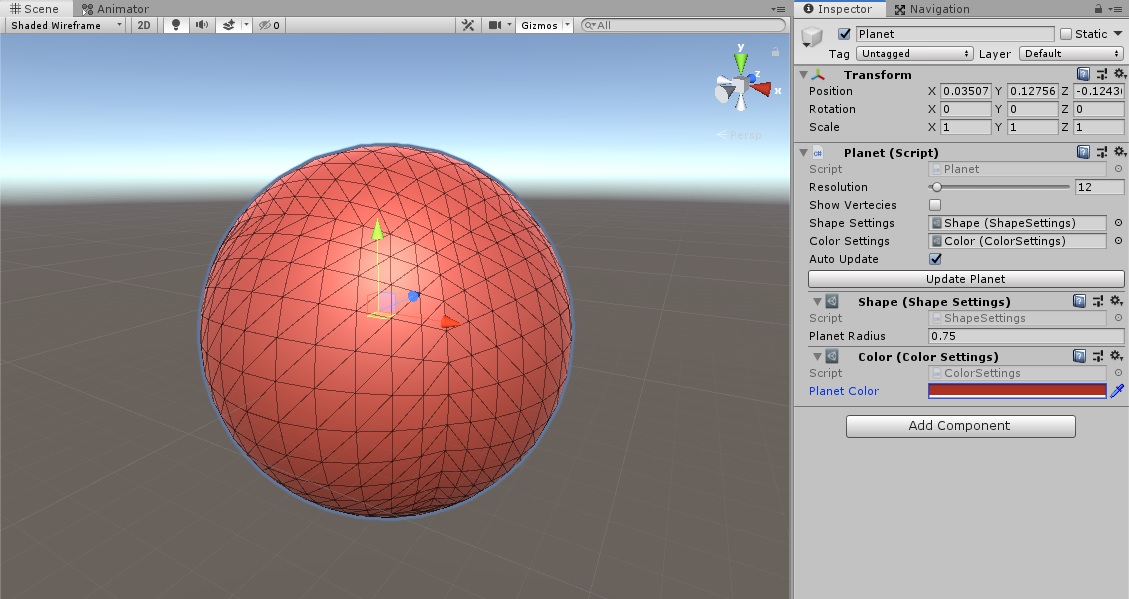 Scene Animator
Shaded Wireframe 2D 0 Gizmos All
y
z
x
Persp
Inspector Navigation
Planet Static
Tag Untagged Layer Default
Transform
Position X 0.03507 Y 0.12756 Z -0.1243
Rotation X 0 Y 0 Z 0
Scale X 1 Y 1 Z 1
Planet (Script)
Script Planet
Resolution 12
Show Vertecies
Shape Settings Shape (ShapeSettings)
Color Settings Color (ColorSettings)
Auto Update
Update Planet
Shape (Shape Settings)
Script ShapeSettings
Planet Radius 0.75
Color (Color Settings)
Script ColorSettings
Planet Color
Add Component